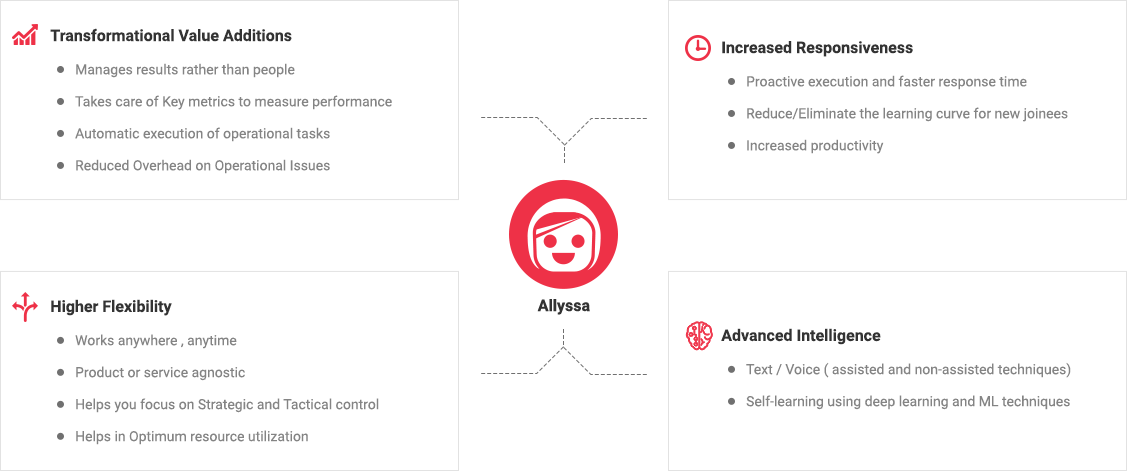 Transformational Value Additions
Manages results rather than people
Takes care of Key metrics to measure performance
Automatic execution of operational tasks
Reduced Overhead on Operational Issues
Increased Responsiveness
Proactive execution and faster response time
Reduce/Eliminate the learning curve for new joinees
Increased productivity
Allyssa
Higher Flexibility
Works anywhere , anytime
Product or service agnostic
Helps you focus on Strategic and Tactical control
Helps in Optimum resource utilization
Advanced Intelligence
Text / Voice ( assisted and non-assisted techniques)
Self-learning using deep learning and ML techniques